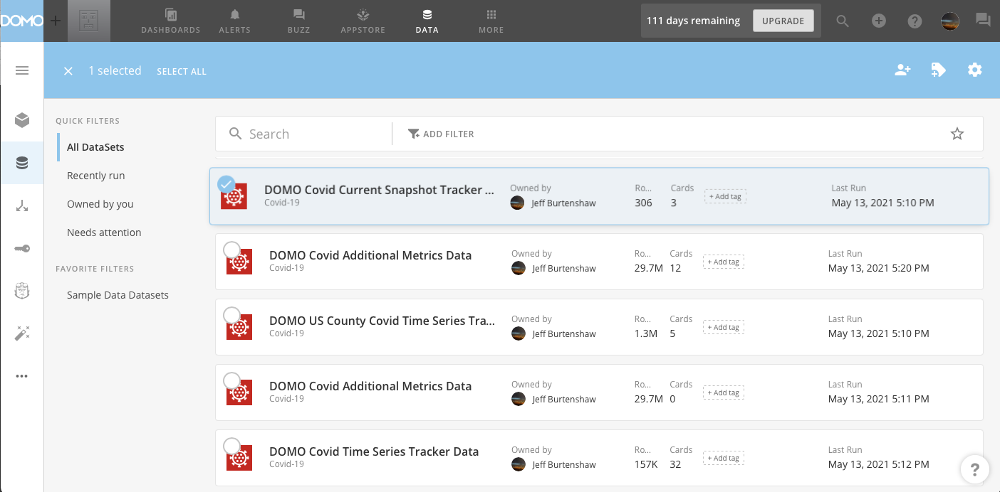 DOMO
DASHBOARDS
ALERTS
BUZZ
APPSTORE
DATA
MORE
111 days remaining
UPGRADE
1 selected
SELECT ALL
QUICK FILTERS
All DataSets
Recently run
Owned by you
Needs attention
FAVORITE FILTERS
Sample Data Datasets
Search
ADD FILTER
DOMO Covid Current Snapshot Tracker ...
Covid-19
Owned by
Jeff Burtenshaw
Ro...
306
Cards
3
+ Add tag
Last Run
May 13, 2021 5:10 PM
DOMO Covid Additional Metrics Data
Covid-19
Owned by
Jeff Burtenshaw
Ro...
29.7M
Cards
12
+ Add tag
Last Run
May 13, 2021 5:20 PM
DOMO US County Covid Time Series Tra...
Covid-19
Owned by
Jeff Burtenshaw
Ro...
1.3M
Cards
5
+ Add tag
Last Run
May 13, 2021 5:10 PM
DOMO Covid Additional Metrics Data
Covid-19
Owned by
Jeff Burtenshaw
Ro...
29.7M
Cards
0
+ Add tag
Last Run
May 13, 2021 5:11 PM
DOMO Covid Time Series Tracker Data
Covid-19
Owned by
Jeff Burtenshaw
Ro...
157K
Cards
32
+ Add tag
Last Run
May 13, 2021 5:12 PM
?